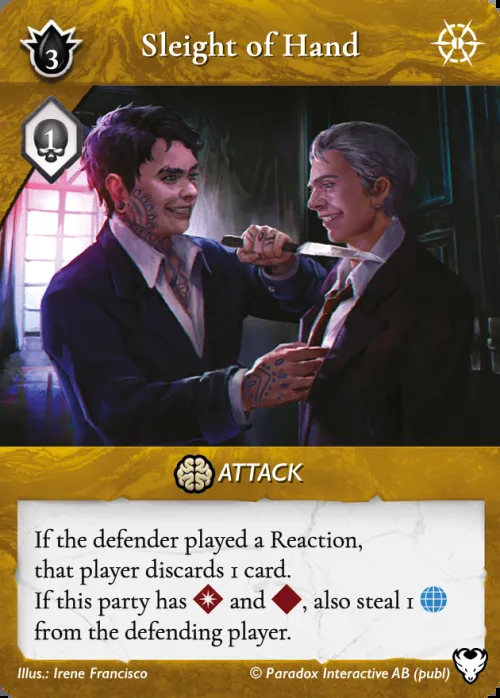 3
Sleight of Hand
1
ATTACK
If the defender played a Reaction,
that player discards 1 card.
If this party has and , also steal 1
from the defending player.
Illus.: Irene Francisco
© Paradox Interactive AB (publ)